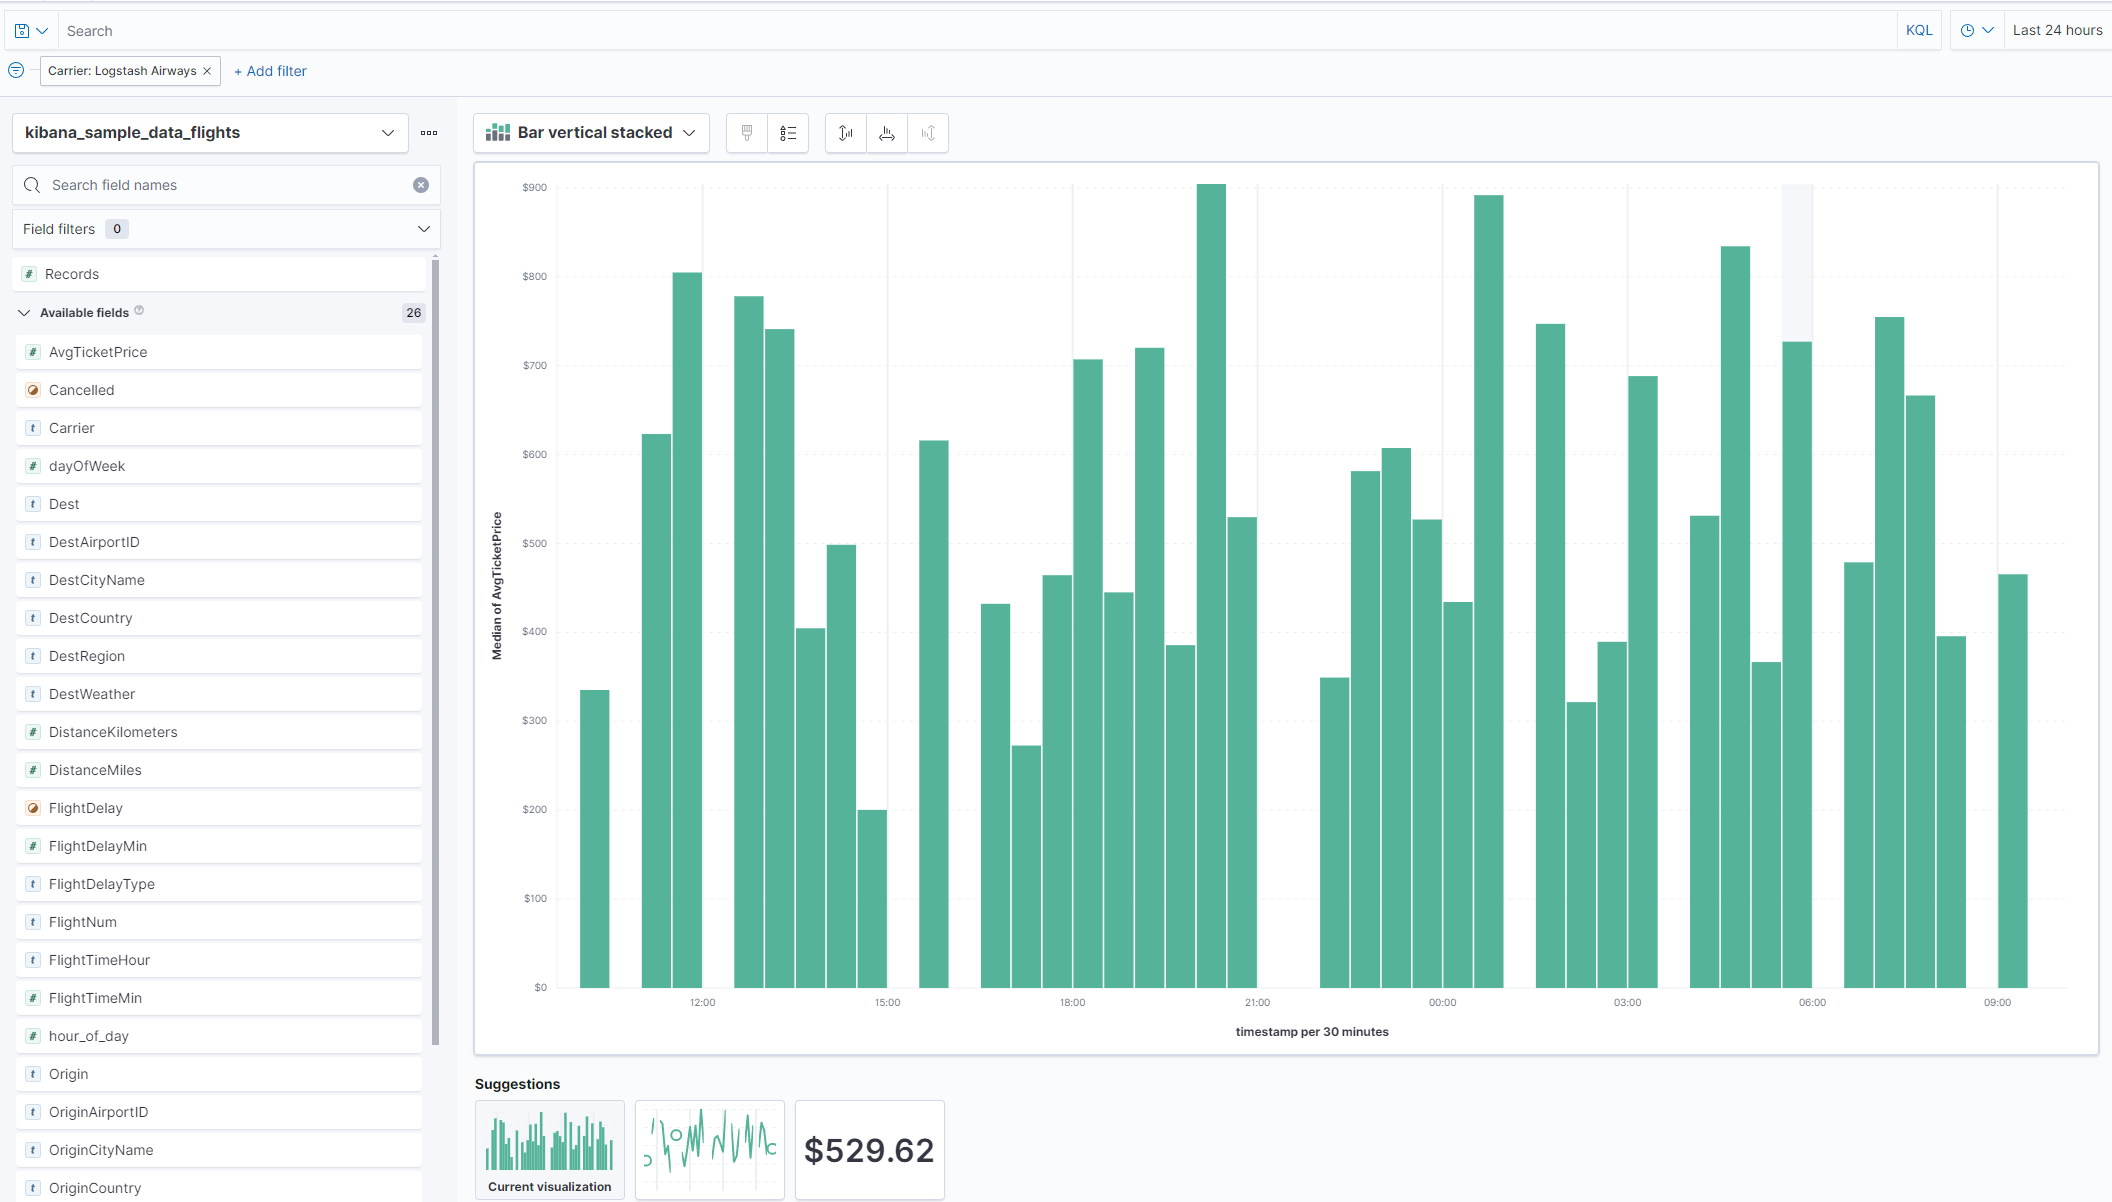 Search
KQL
Last 24 hours
Carrier: Logstash Airways
+ Add filter
kibana_sample_data_flights
Search field names
Field filters 0
# Records
Available fields 26
# AvgTicketPrice
Cancelled
t Carrier
# dayOfWeek
t Dest
t DestAirportID
t DestCityName
t DestCountry
t DestRegion
t DestWeather
# DistanceKilometers
# DistanceMiles
FlightDelay
# FlightDelayMin
t FlightDelayType
t FlightNum
t FlightTimeHour
# FlightTimeMin
# hour_of_day
t Origin
t OriginAirportID
t OriginCityName
t OriginCountry
Bar vertical stacked
$900
$800
$700
$600
$500
$400
$300
$200
$100
$0
Median of AvgTicketPrice
12:00 15:00 18:00 21:00 00:00 03:00 06:00 09:00
timestamp per 30 minutes
Suggestions
Current visualization
$529.62